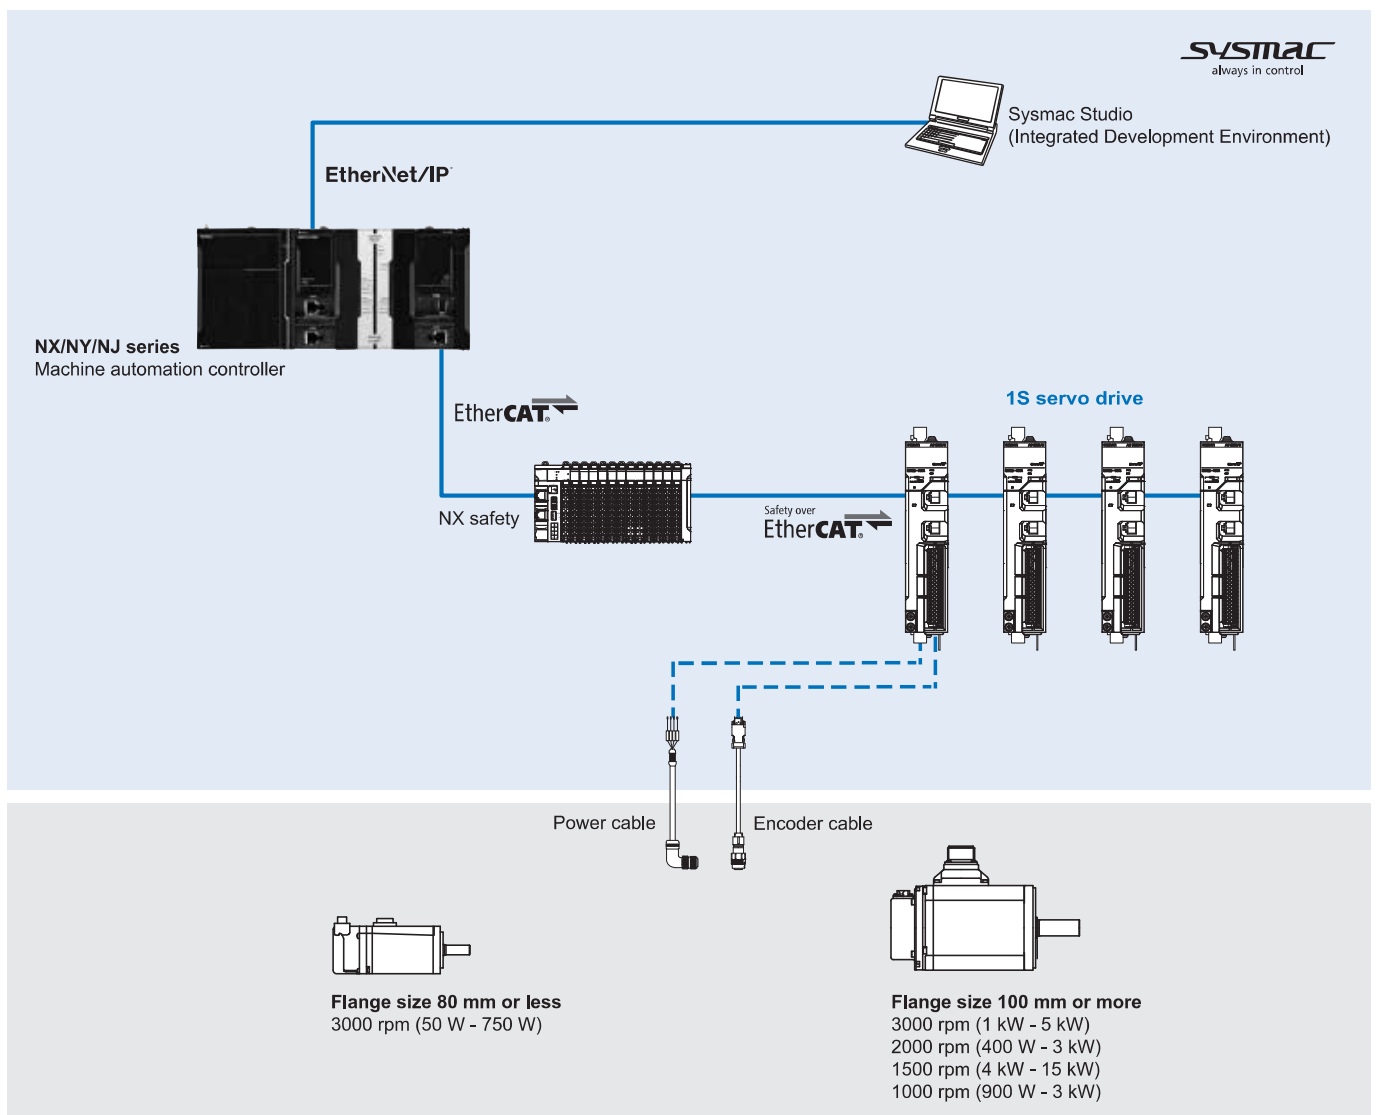 sysmac
always in control
Sysmac Studio
(Integrated Development Environment)
EtherNet/IP
NX/NY/NJ series
Machine automation controller
EtherCAT®
1S servo drive
NX safety
Safety over
EtherCAT®
Power cable
Encoder cable
Flange size 80 mm or less
3000 rpm (50 W - 750 W)
Flange size 100 mm or more
3000 rpm (1 kW - 5 kW)
2000 rpm (400 W - 3 kW)
1500 rpm (4 kW - 15 kW)
1000 rpm (900 W - 3 kW)